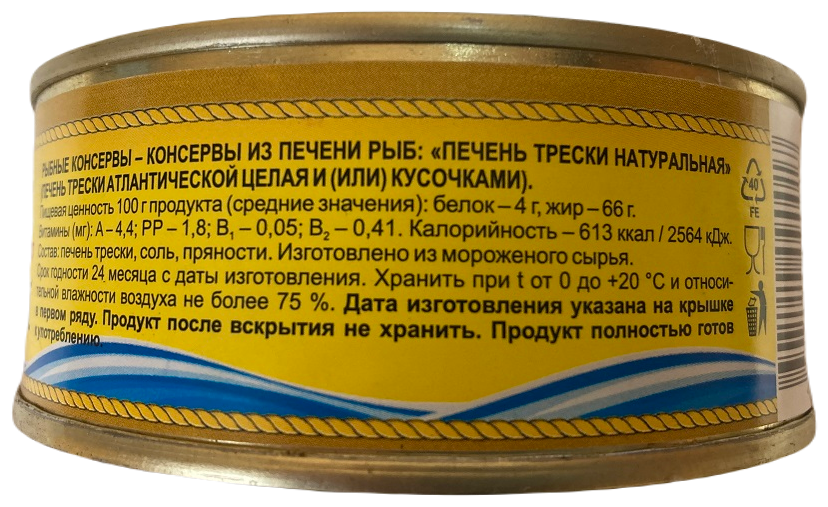 РЫБНЫЕ КОНСЕРВЫ – КОНСЕРВЫ ИЗ ПЕЧЕНИ РЫБ: «ПЕЧЕНЬ ТРЕСКИ НАТУРАЛЬНАЯ»
(ПЕЧЕНЬ ТРЕСКИ АТЛАНТИЧЕСКОЙ ЦЕЛАЯ И (ИЛИ) КУСОЧКАМИ).
Пищевая ценность 100 г продукта (средние значения): белок – 4 г, жир – 66 г.
Витамины (мг): А – 4,4; РР – 1,8; В₁ – 0,05; В₂ – 0,41. Калорийность – 613 ккал / 2564 кДж.
Состав: печень трески, соль, пряности. Изготовлено из мороженого сырья.
Срок годности 24 месяца с даты изготовления. Хранить при t от 0 до +20 °С и относи-
тельной влажности воздуха не более 75 %. Дата изготовления указана на крышке
в первом ряду. Продукт после вскрытия не хранить. Продукт полностью готов
к употреблению.
40
FE